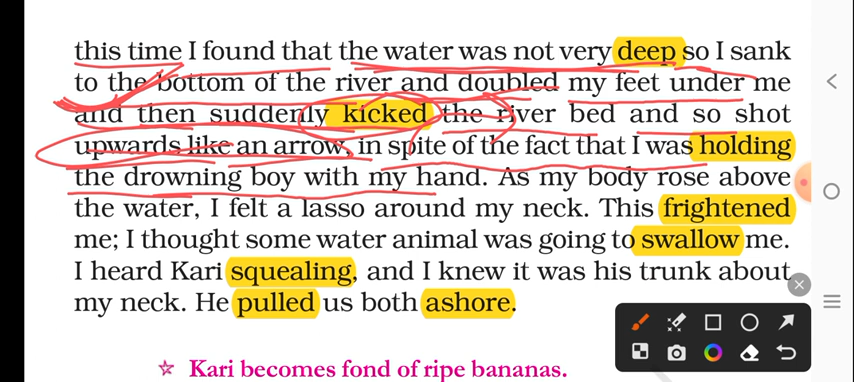 this time I found that the water was not very deep so I sank
to the bottom of the river and doubled my feet under me
and then suddenly kicked the river bed and so shot
upwards like an arrow, in spite of the fact that I was holding
the drowning boy with my hand. As my body rose above
the water, I felt a lasso around my neck. This frightened
me; I thought some water animal was going to swallow me.
I heard Kari squealing, and I knew it was his trunk about
my neck. He pulled us both ashore.
☆ Kari becomes fond of ripe bananas.